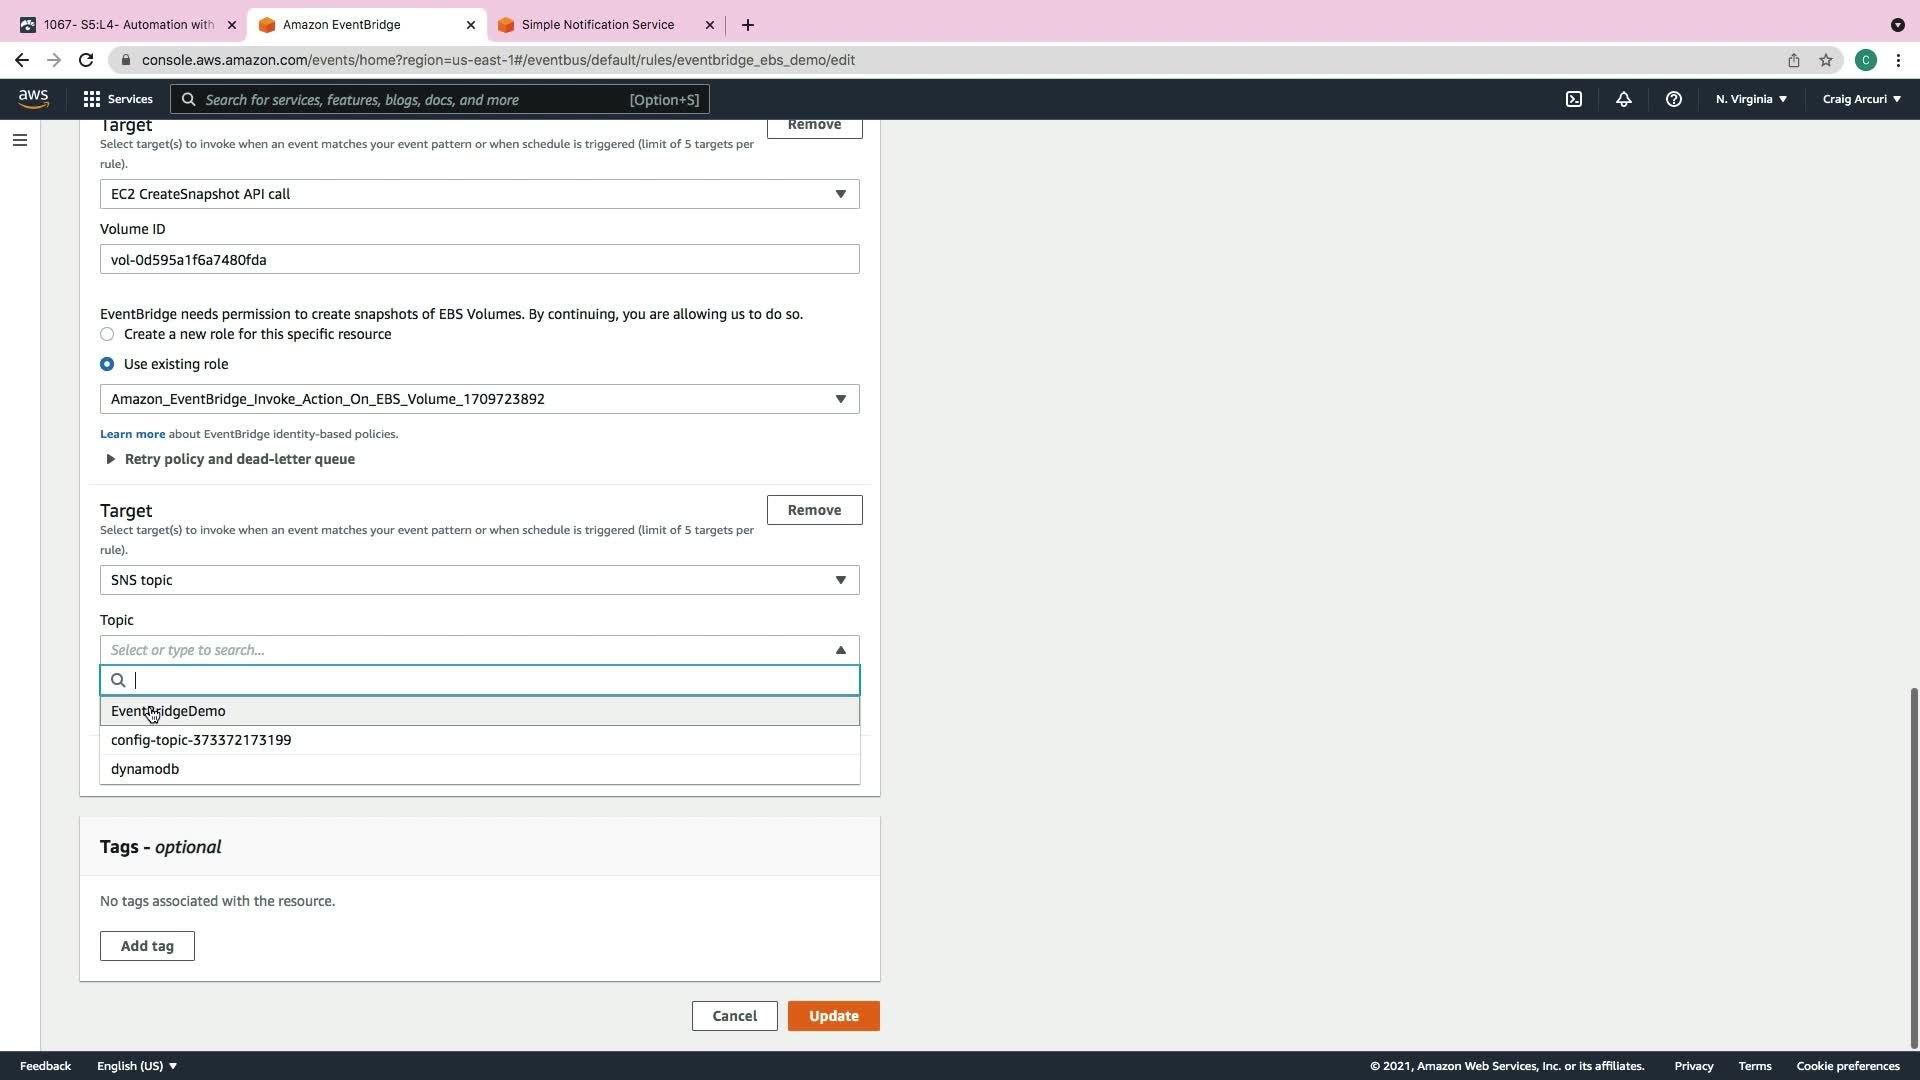 1067- S5:L4- Automation with
Amazon EventBridge
Simple Notification Service
console.aws.amazon.com/events/home?region=us-east-1#/eventbus/default/rules/eventbridge_ebs_demo/edit
C
aws
Services
Search for services, features, blogs, docs, and more
[Option+S]
N. Virginia
Craig Arcuri
Target
Remove
Select target(s) to invoke when an event matches your event pattern or when schedule is triggered (limit of 5 targets per
rule).
EC2 CreateSnapshot API call
Volume ID
vol-0d595a1f6a7480fda
EventBridge needs permission to create snapshots of EBS Volumes. By continuing, you are allowing us to do so.
Create a new role for this specific resource
Use existing role
Amazon_EventBridge_Invoke_Action_On_EBS_Volume_1709723892
Learn more about EventBridge identity-based policies.
Retry policy and dead-letter queue
Target
Remove
Select target(s) to invoke when an event matches your event pattern or when schedule is triggered (limit of 5 targets per
rule).
SNS topic
Topic
Select or type to search...
EventBridgeDemo
config-topic-373372173199
dynamodb
Tags - optional
No tags associated with the resource.
Add tag
Cancel
Update
Feedback
English (US)
© 2021, Amazon Web Services, Inc. or its affiliates.
Privacy
Terms
Cookie preferences